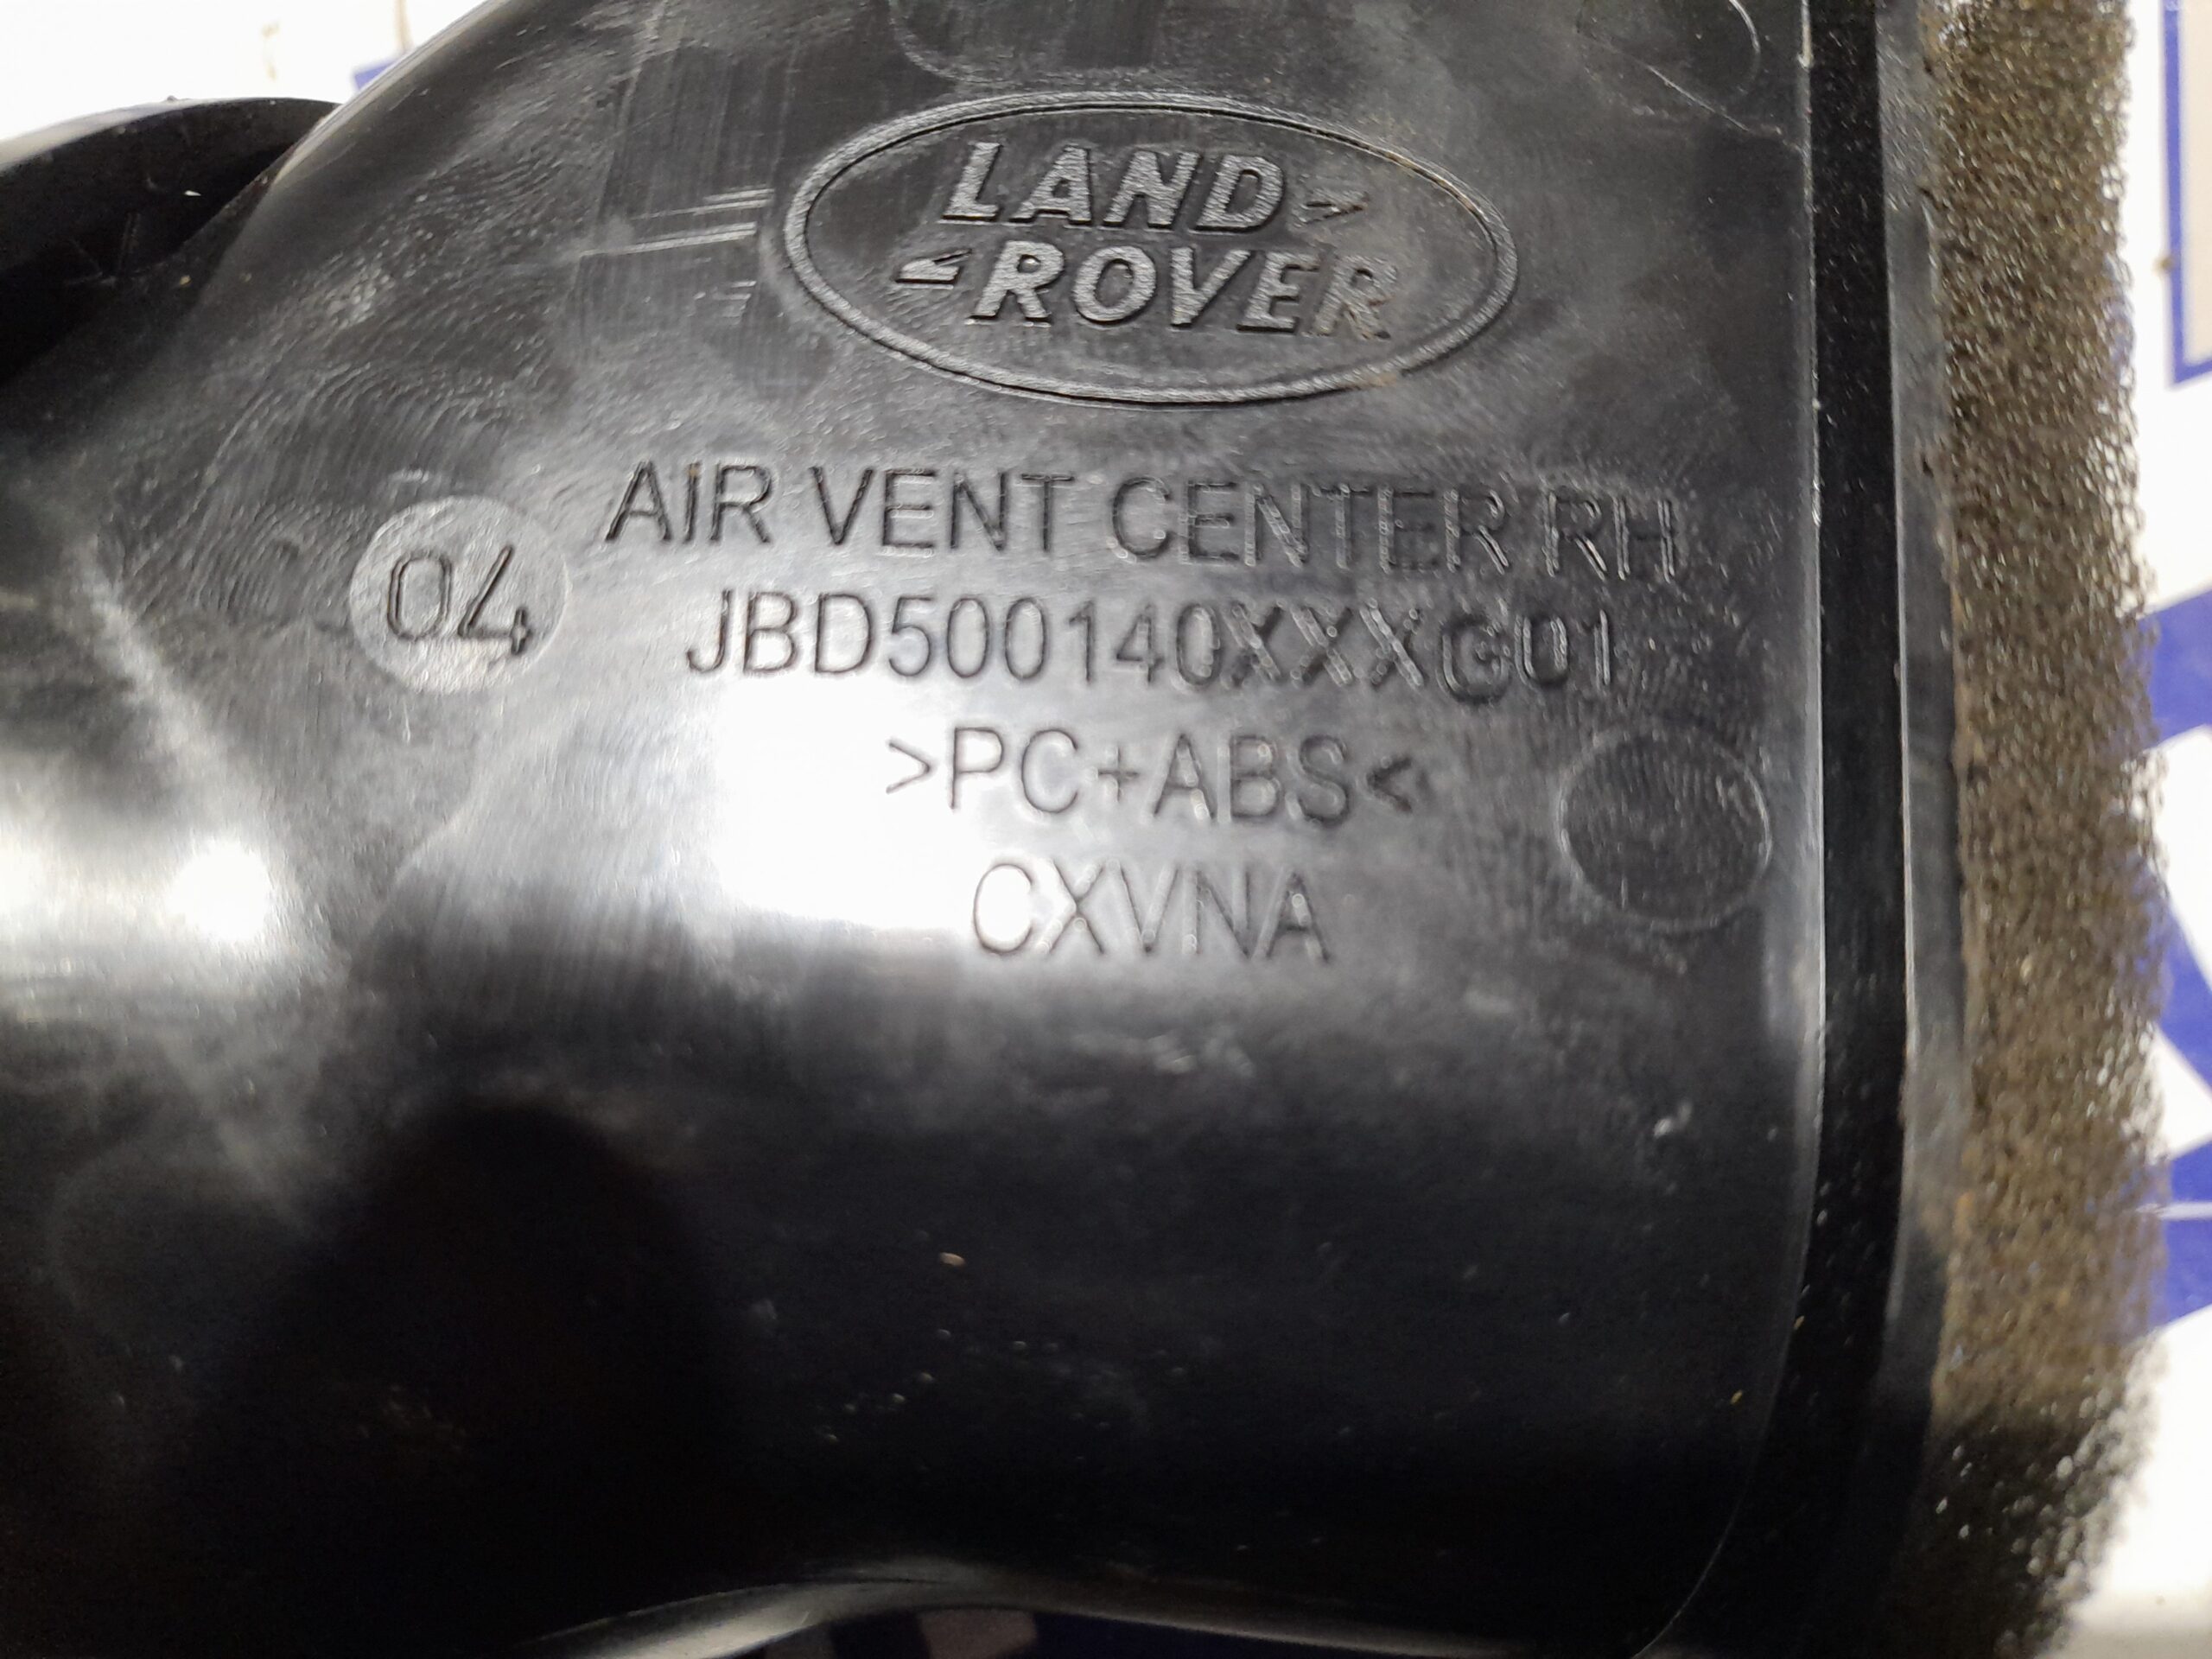 LAND
ROVER
AIR VENT CENTER RH
04
JBD500140XXXG01
>PC+ABS<
CXVNA